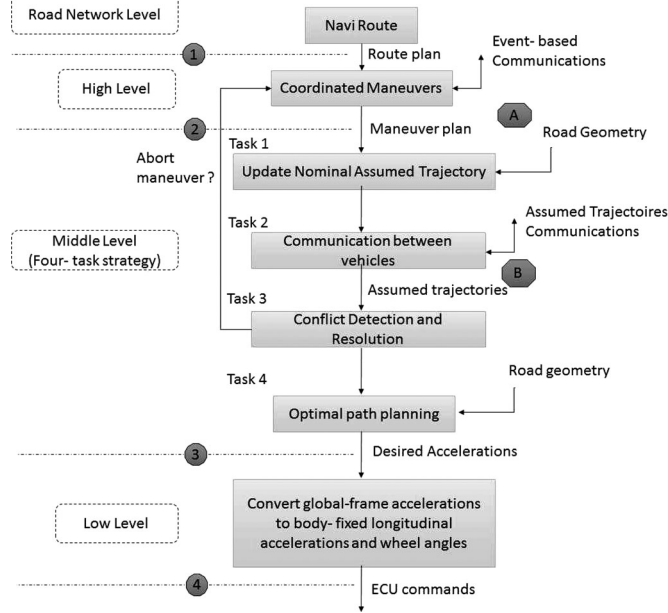 Road Network Level
Navi Route
1
Route plan
Event- based
Communications
High Level
Coordinated Maneuvers
A
2
Maneuver plan
Road Geometry
Abort
maneuver ?
Task 1
Update Nominal Assumed Trajectory
Task 2
Assumed Trajectoires
Communications
Middle Level
(Four- task strategy)
Communication between
vehicles
B
Assumed trajectories
Task 3
Conflict Detection and
Resolution
Task 4
Road geometry
Optimal path planning
3
Desired Accelerations
Low Level
Convert global-frame accelerations
to body- fixed longitudinal
accelerations and wheel angles
4
ECU commands